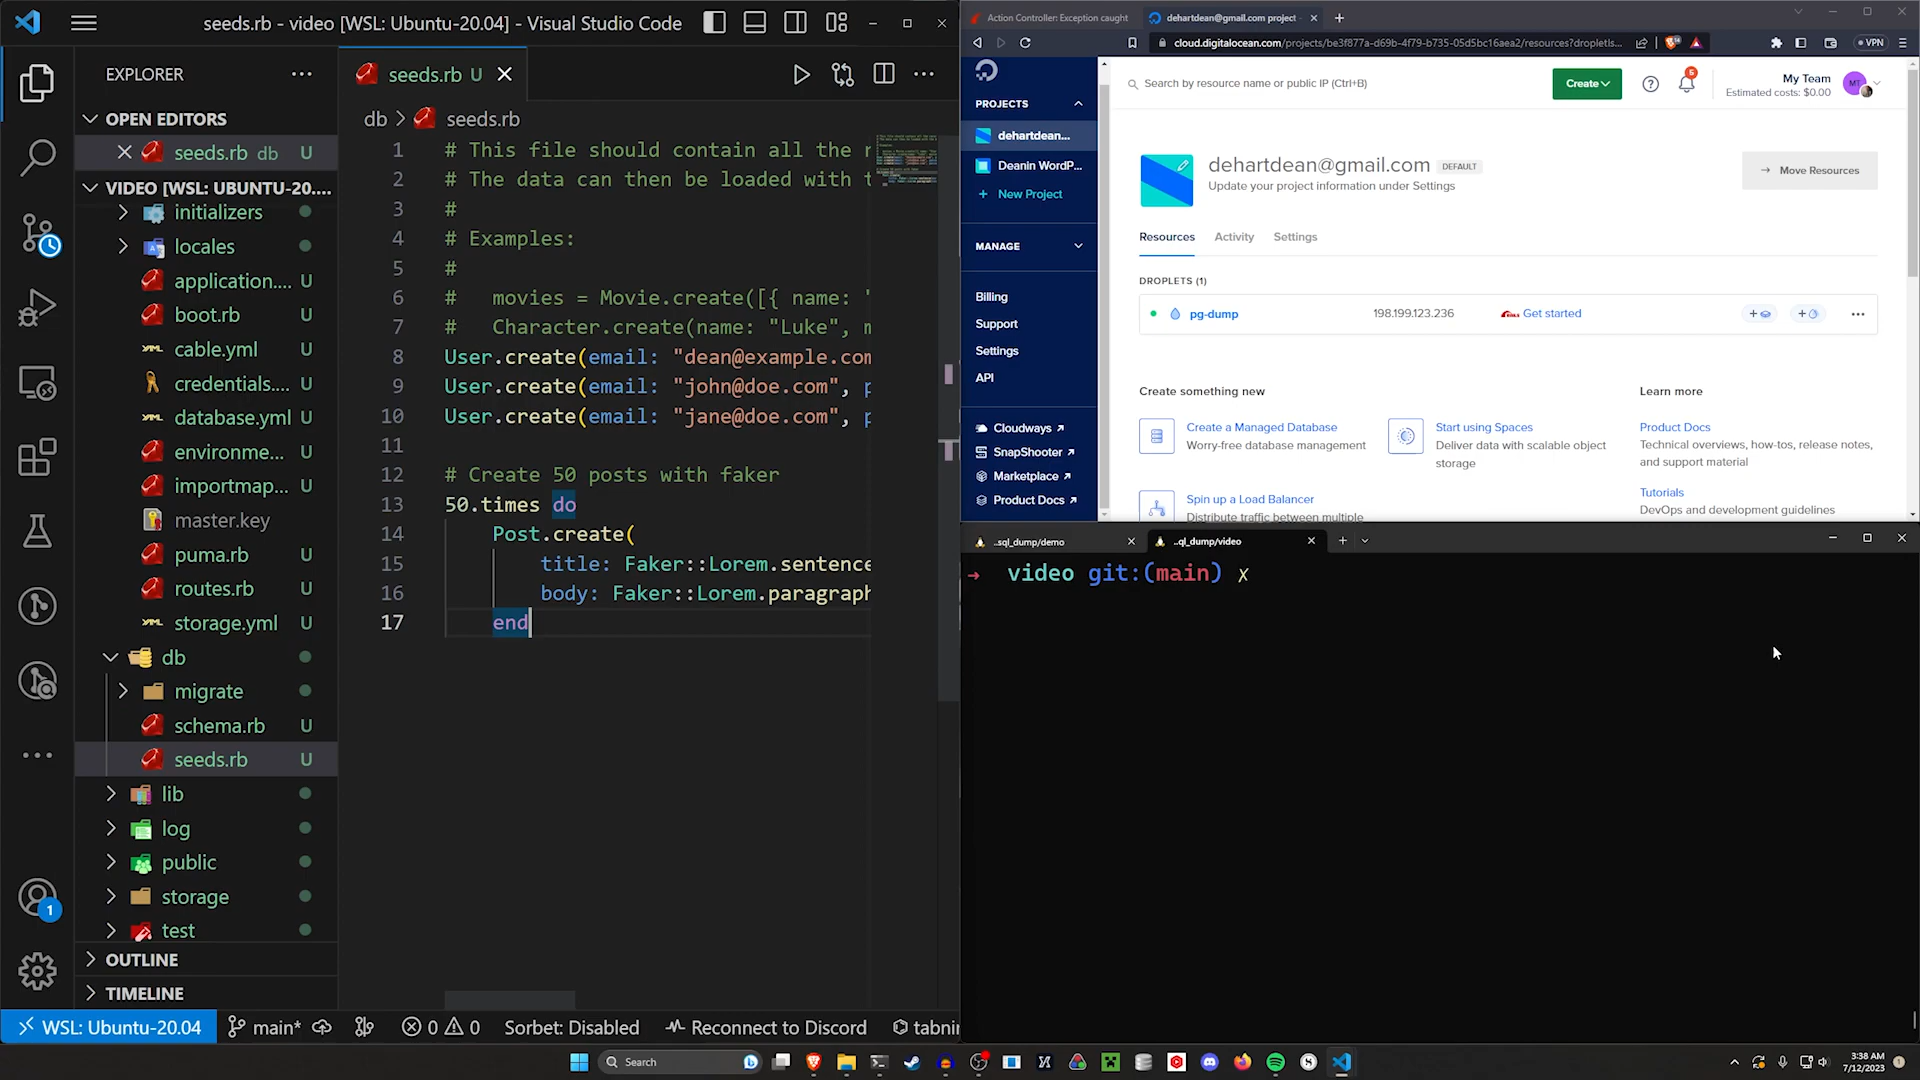 seeds.rb - video [WSL: Ubuntu-20.04] - Visual Studio Code
EXPLORER
OPEN EDITORS
seeds.rb db U
VIDEO [WSL: UBUNTU-20....
initializers
locales
application.... U
boot.rb U
cable.yml U
credentials.... U
database.yml U
environme... U
importmap... U
master.key
puma.rb U
routes.rb U
storage.yml U
db
migrate
schema.rb U
seeds.rb U
lib
log
public
storage
test
OUTLINE
TIMELINE
1
seeds.rb U
db > seeds.rb
1 # This file should contain all the r
2 # The data can then be loaded with t
3 #
4 # Examples:
5 #
6 #   movies = Movie.create([{ name: "
7 #   Character.create(name: "Luke", m
8 User.create(email: "dean@example.com
9 User.create(email: "john@doe.com", p
10 User.create(email: "jane@doe.com", p
11
12 # Create 50 posts with faker
13 50.times do
14     Post.create(
15         title: Faker::Lorem.sentence
16         body: Faker::Lorem.paragraph
17     end
WSL: Ubuntu-20.04 main* 0 0 Sorbet: Disabled Reconnect to Discord tabnin
Action Controller: Exception caught
dehartdean@gmail.com project
cloud.digitalocean.com/projects/be3f877a-d69b-4f79-b735-05d5bc16aea2/resources?dropletIs...
VPN
PROJECTS
dehartdean...
Deanin WordP...
+ New Project
MANAGE
Billing
Support
Settings
API
Cloudways ↗
SnapShooter ↗
Marketplace ↗
Product Docs ↗
Search by resource name or public IP (Ctrl+B)
Create
5
My Team
Estimated costs: $0.00
MT
dehartdean@gmail.com DEFAULT
Update your project information under Settings
→ Move Resources
Resources Activity Settings
DROPLETS (1)
pg-dump 198.199.123.236 Get started
Create something new
Create a Managed Database
Worry-free database management
Start using Spaces
Deliver data with scalable object
storage
Spin up a Load Balancer
Distribute traffic between multiple
Learn more
Product Docs
Technical overviews, how-tos, release notes,
and support material
Tutorials
DevOps and development guidelines
..sql_dump/demo
..ql_dump/video
→ video git:(main) x
Search
3:38 AM
7/12/2023
1